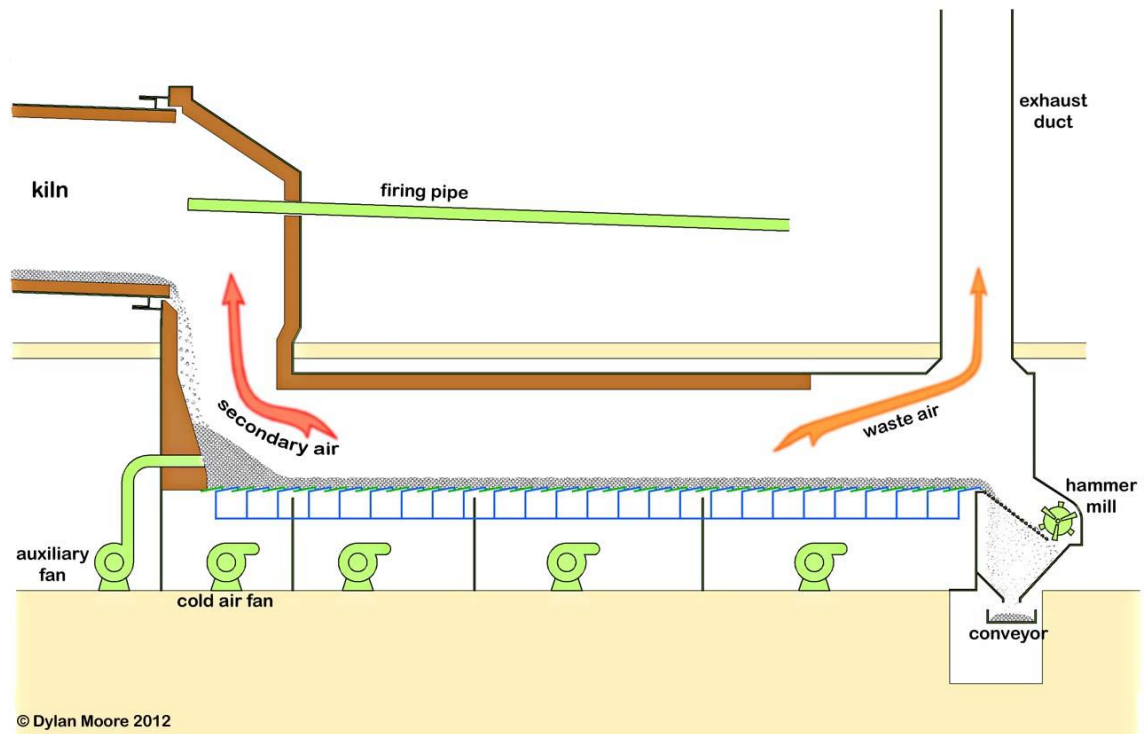 exhaust
duct
kiln
firing pipe
secondary air
waste air
hammer
mill
auxiliary
fan
cold air fan
conveyor
© Dylan Moore 2012